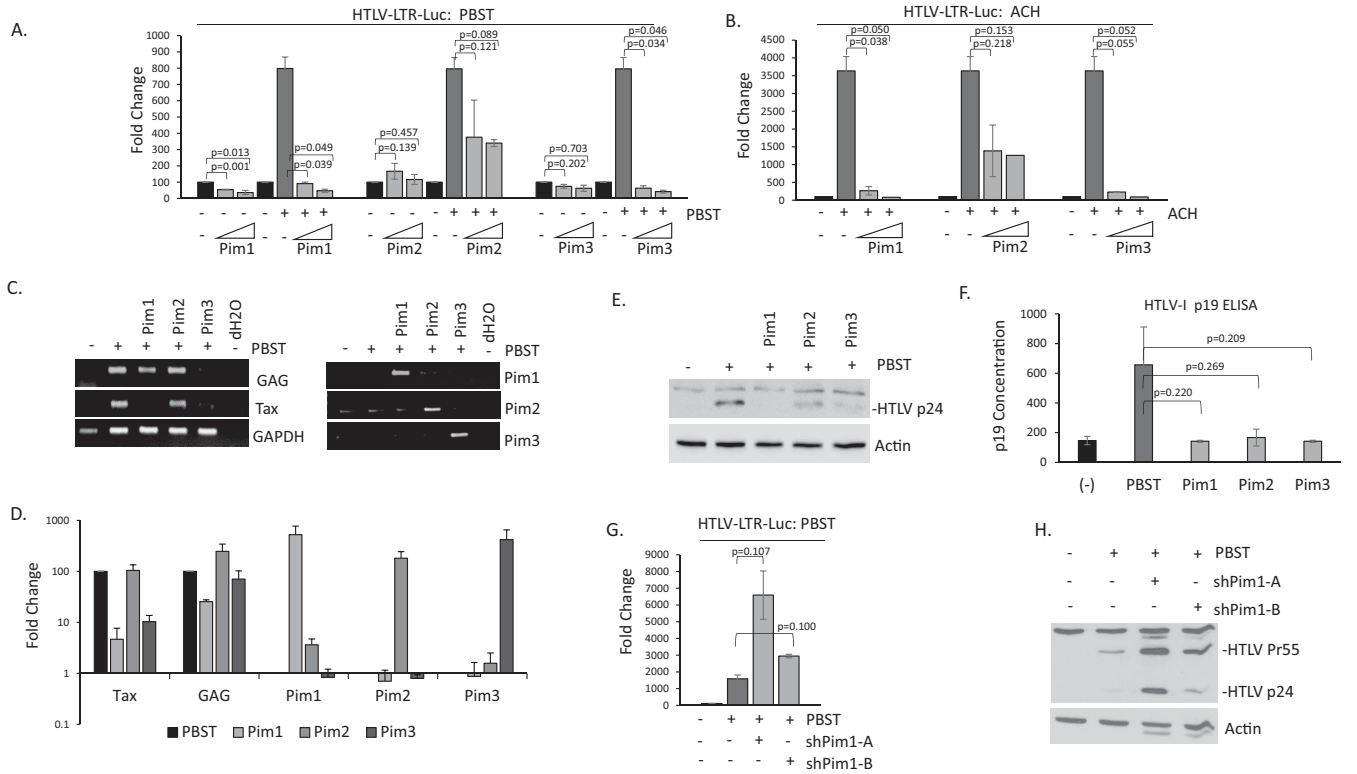 A.
HTLV-LTR-Luc: PBST
Fold Change
1000
900
800
700
600
500
400
300
200
100
0
p=0.013
p=0.001
p=0.049
p=0.039
p=0.457
p=0.139
p=0.089
p=0.121
p=0.703
p=0.202
p=0.046
p=0.034
- - - - + + + - - - - + + + - - - - + + + PBST
- - - - - -
Pim1 Pim1 Pim2 Pim2 Pim3 Pim3
B.
HTLV-LTR-Luc: ACH
Fold Change
4500
4000
3500
3000
2500
2000
1500
1000
500
0
p=0.050
p=0.038
p=0.153
p=0.218
p=0.052
p=0.055
- + + + - + + + - + + + ACH
- - - - - -
Pim1 Pim2 Pim3
C.
Pim1 Pim2 Pim3 dH2O
- + + + + - PBST
GAG
Tax
GAPDH
Pim1 Pim2 Pim3 dH2O
- + + + + - PBST
Pim1
Pim2
Pim3
D.
Fold Change
1000
100
10
1
0.1
Tax GAG Pim1 Pim2 Pim3
PBST Pim1 Pim2 Pim3
E.
Pim1 Pim2 Pim3
- + + + + PBST
-HTLV p24
Actin
F.
HTLV-I p19 ELISA
p19 Concentration
1000
800
600
400
200
0
p=0.209
p=0.269
p=0.220
(-) PBST Pim1 Pim2 Pim3
G.
HTLV-LTR-Luc: PBST
Fold Change
9000
8000
7000
6000
5000
4000
3000
2000
1000
0
p=0.107
p=0.100
- + + + PBST
- - + - shPim1-A
- - - + shPim1-B
H.
- + + + PBST
- - + - shPim1-A
- - - + shPim1-B
-HTLV Pr55
-HTLV p24
Actin